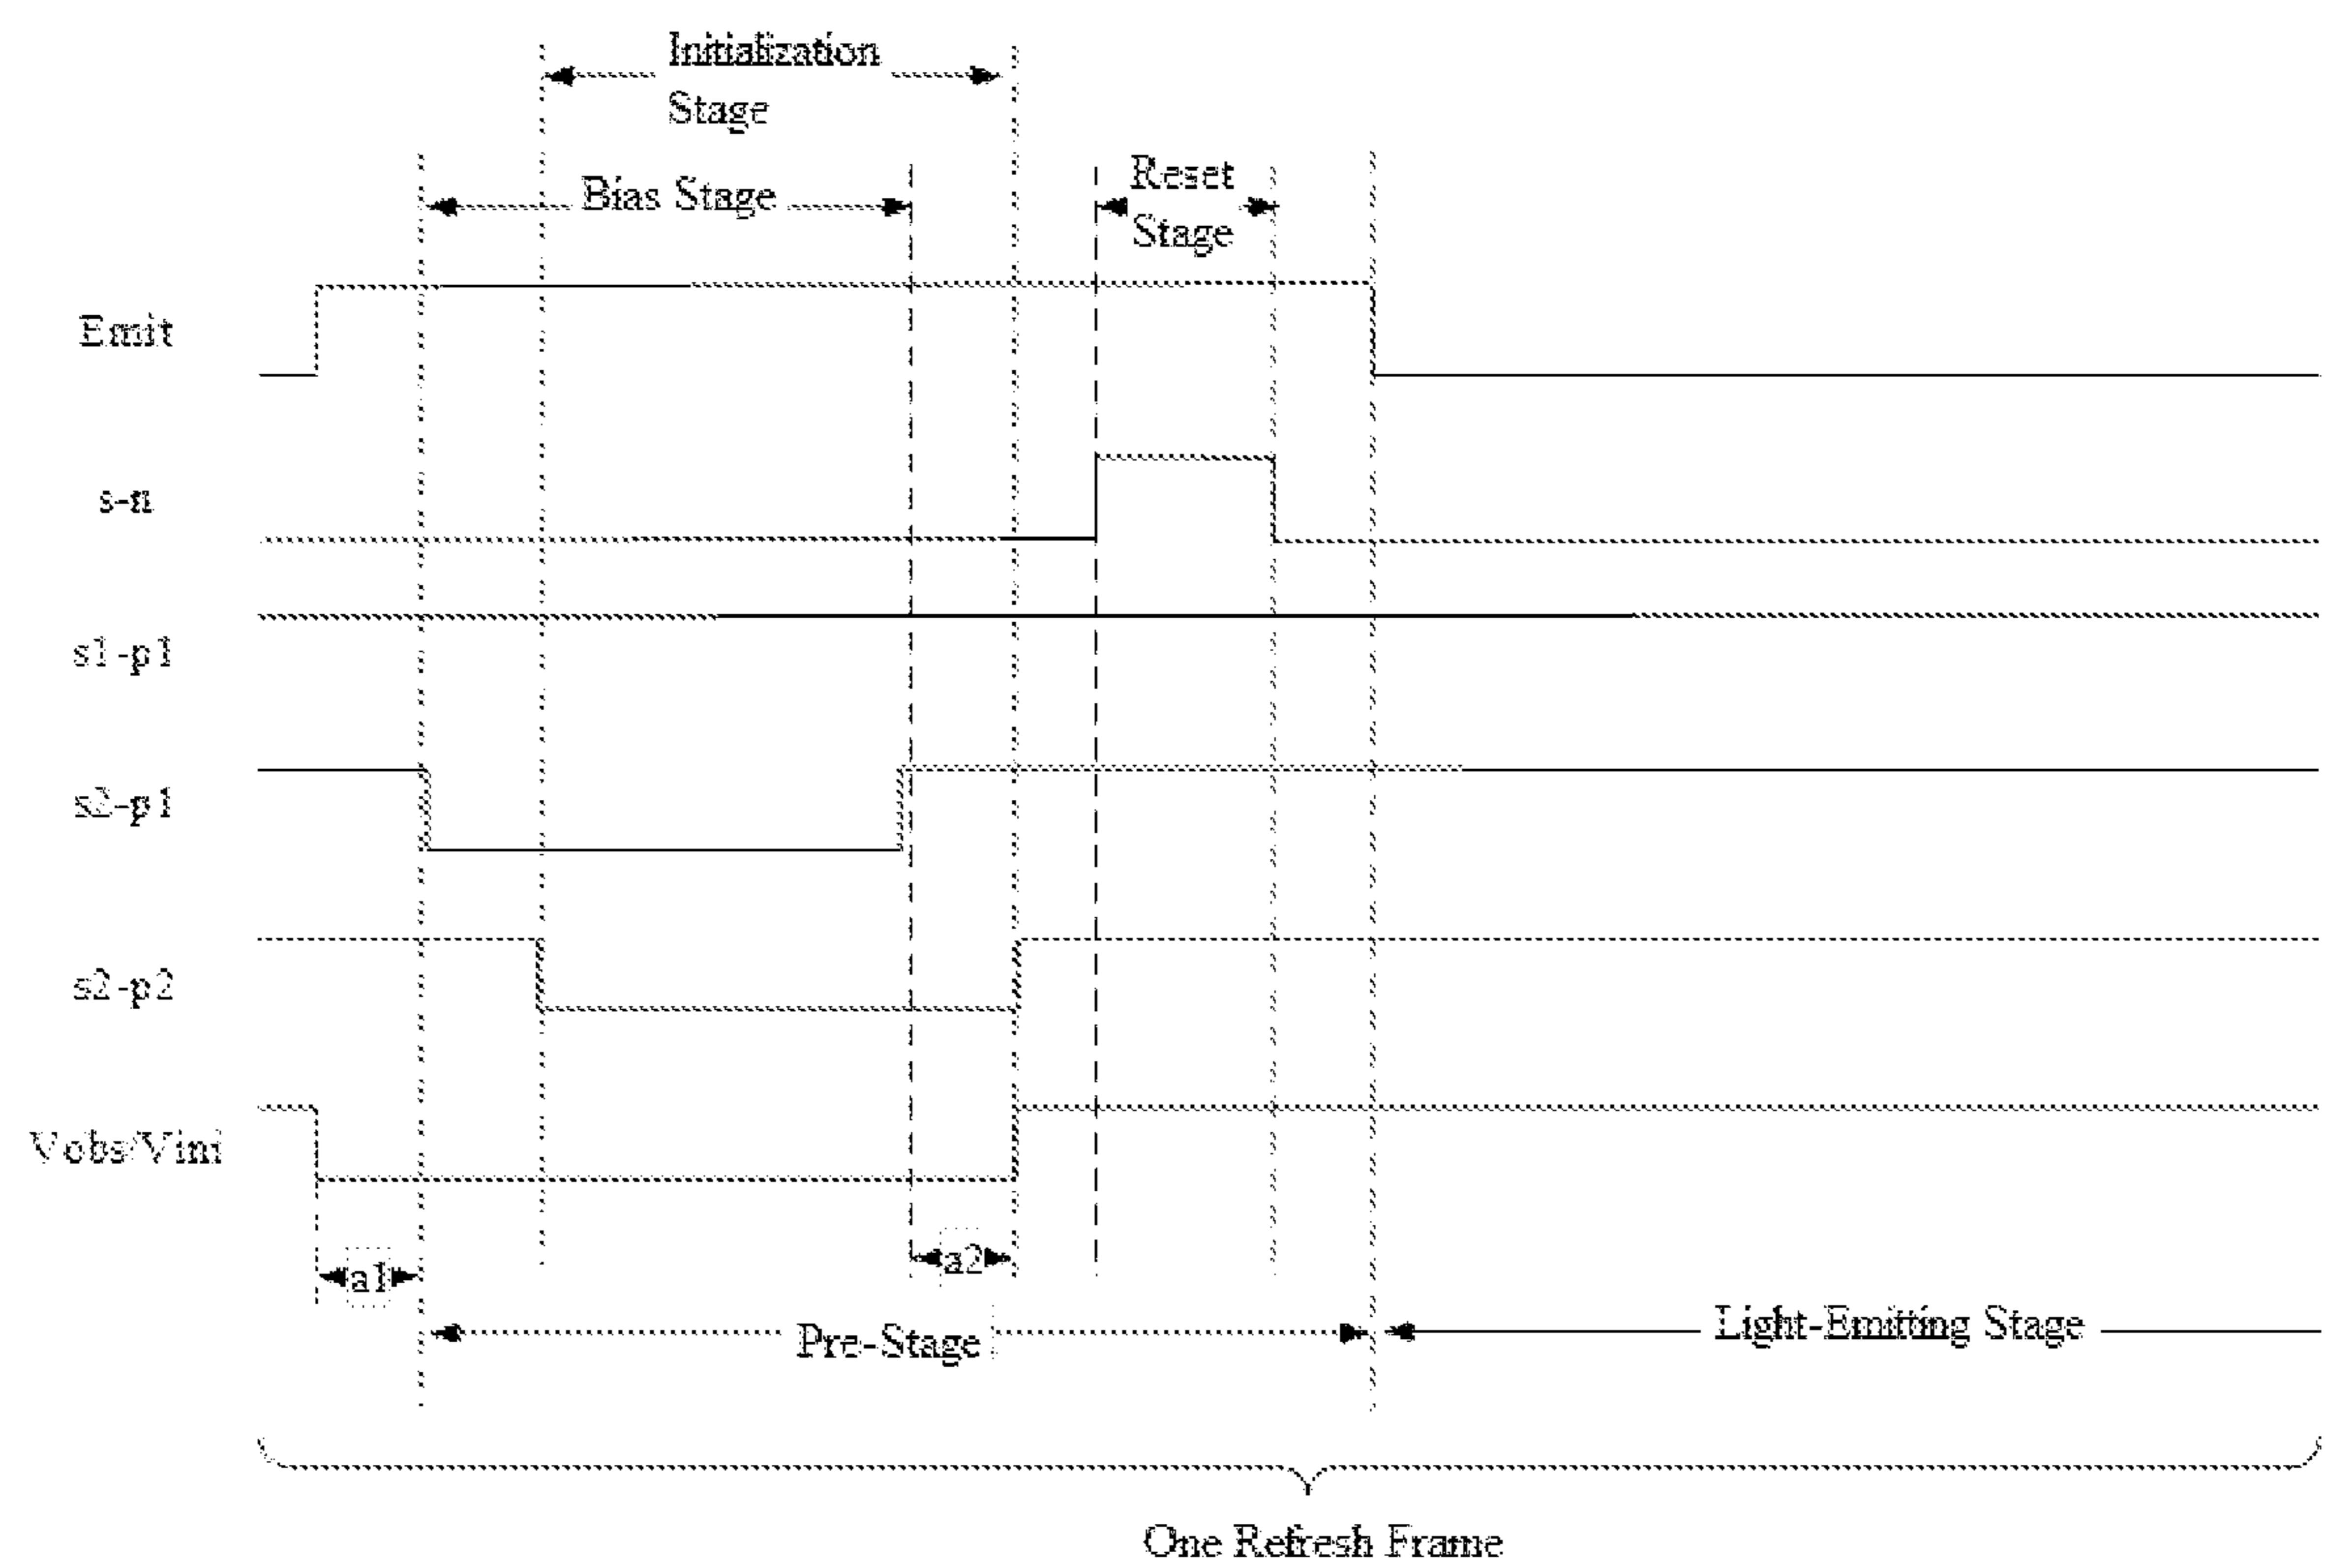 Initialization
Stage
Bias Stage
Reset
Stage
Emit
s-n
s1-p1
s2-p1
s2-p2
Vobs/Vini
a1
a2
Pre-Stage
Light-Emitting Stage
One Refresh Frame